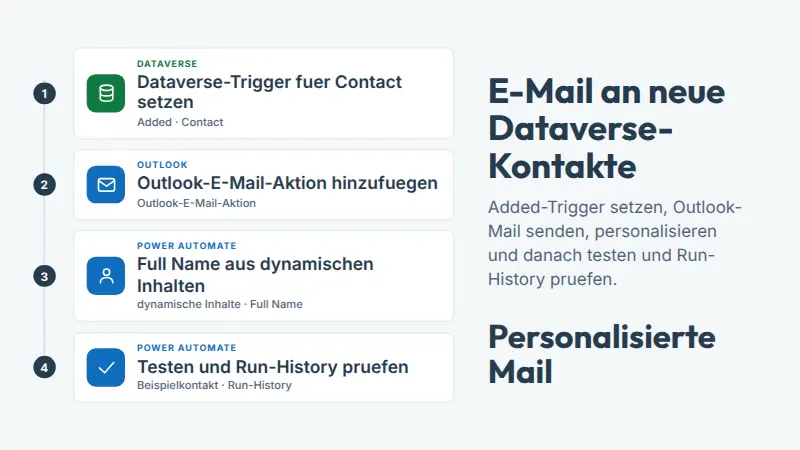 1
DATAVERSE
Dataverse-Trigger fuer Contact
setzen
Added · Contact
2
OUTLOOK
Outlook-E-Mail-Aktion hinzufuegen
Outlook-E-Mail-Aktion
3
POWER AUTOMATE
Full Name aus dynamischen
Inhalten
dynamische Inhalte · Full Name
4
POWER AUTOMATE
Testen und Run-History pruefen
Beispielkontakt · Run-History
E-Mail an neue
Dataverse-
Kontakte
Added-Trigger setzen, Outlook-
Mail senden, personalisieren
und danach testen und Run-
History pruefen.
Personalisierte
Mail